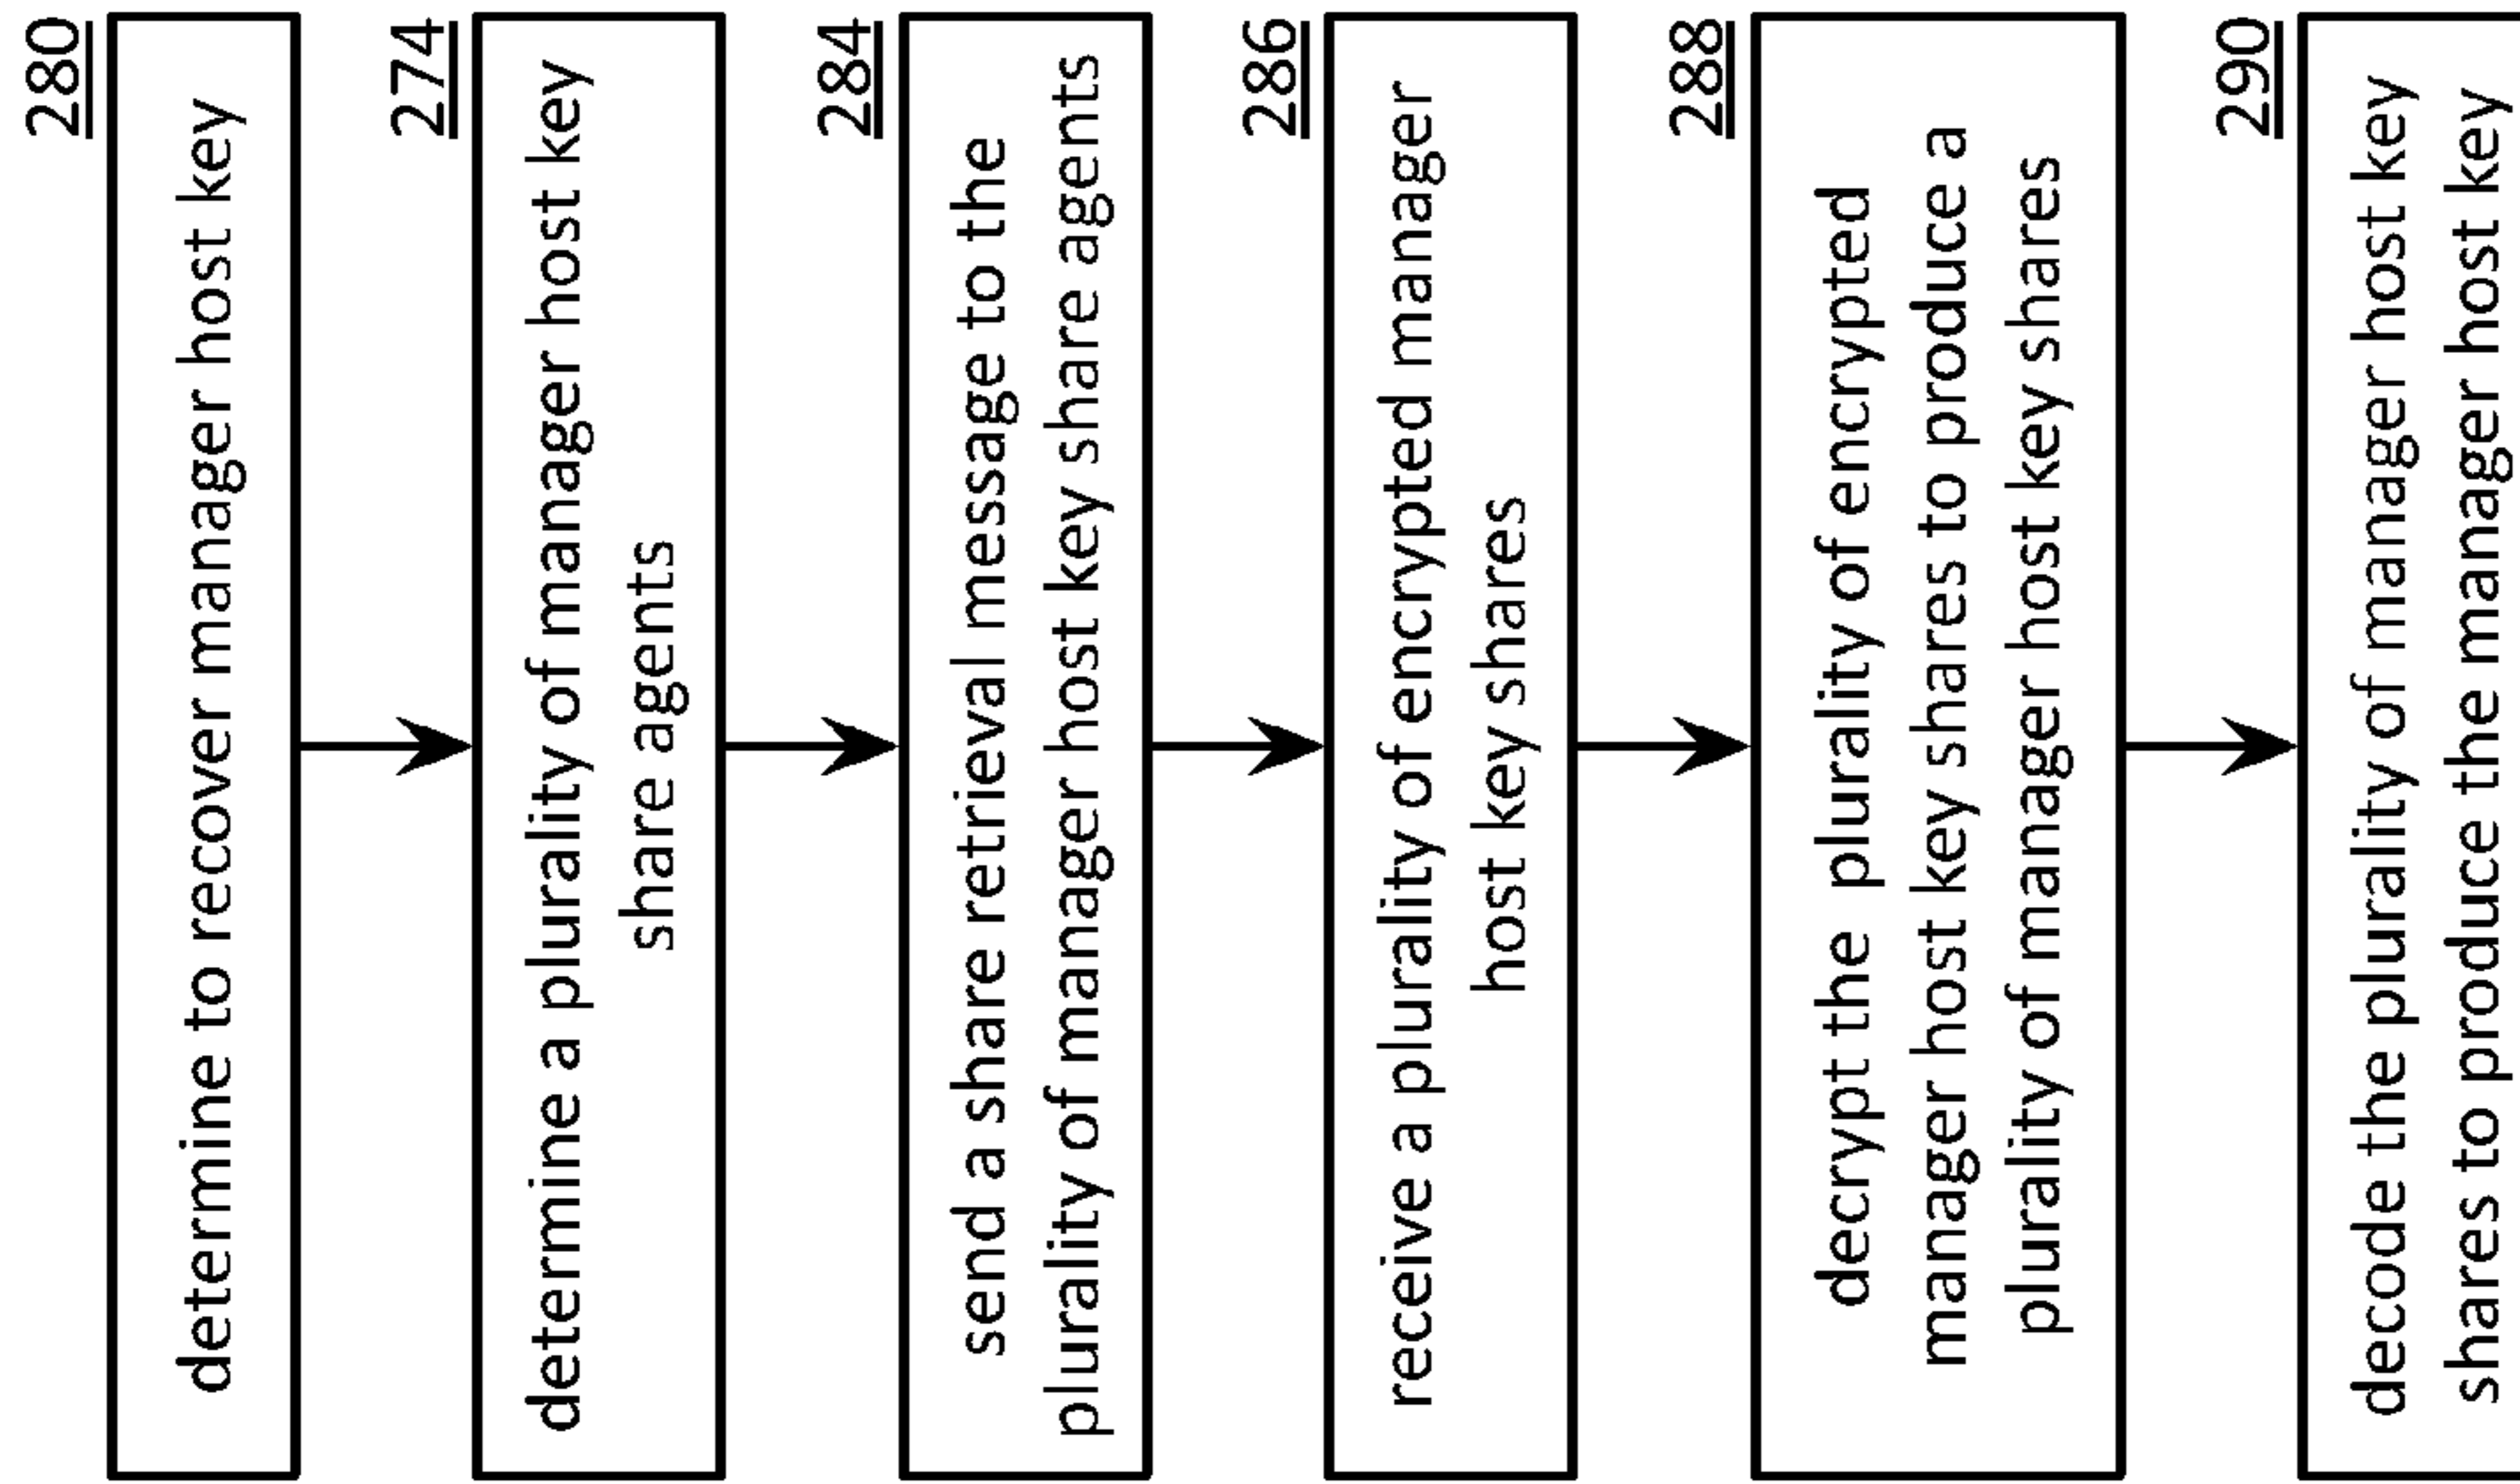 280
determine to recover manager host key
274
determine a plurality of manager host key
share agents
284
send a share retrieval message to the
plurality of manager host key share agents
286
receive a plurality of encrypted manager
host key shares
288
decrypt the plurality of encrypted
manager host key shares to produce a
plurality of manager host key shares
290
decode the plurality of manager host key
shares to produce the manager host key